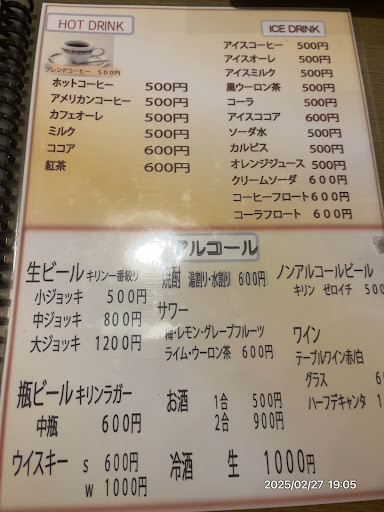 HOT DRINK
ブレンドコーヒー 500円
ホットコーヒー 500円
アメリカンコーヒー 500円
カフェオーレ 500円
ミルク 500円
ココア 600円
紅茶 600円
ICE DRINK
アイスコーヒー 500円
アイスオーレ 500円
アイスミルク 500円
黒ウーロン茶 500円
コーラ 500円
アイスココア 600円
ソーダ水 500円
カルピス 500円
オレンジジュース 500円
クリームソーダ 600円
コーヒーフロート 600円
コーラフロート 600円
アルコール
生ビール キリン一番絞り
小ジョッキ 500円
中ジョッキ 800円
大ジョッキ 1200円
瓶ビール キリンラガー
中瓶 600円
ウイスキー s 600円
w 1000円
焼酎 湯割り・水割り 600円
サワー
梅・レモン・グレープフルーツ
ライム・ウーロン茶 600円
お酒 1合 500円
2合 900円
冷酒 生 1000円
ノンアルコールビール
キリン ゼロイチ 50
ワイン
テーブルワイン赤/白
グラス 6
ハーフデキャンタ 1
2025/02/27 19:05